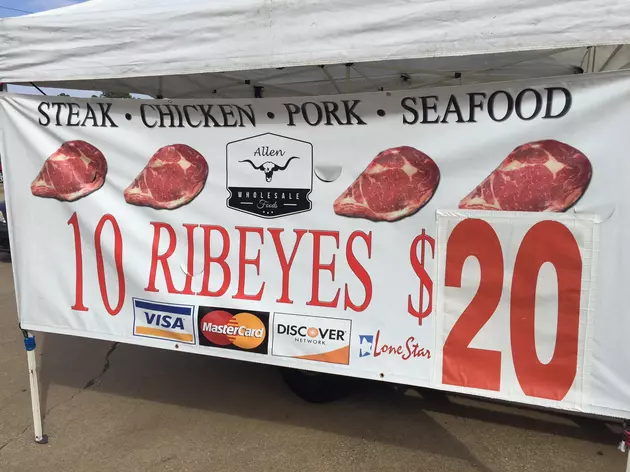 STEAK · CHICKEN · PORK · SEAFOOD
Allen
WHOLESALE
Foods
10 RIBEYES $20
VISA
MasterCard
DISCOVER
NETWORK
LONE STAR